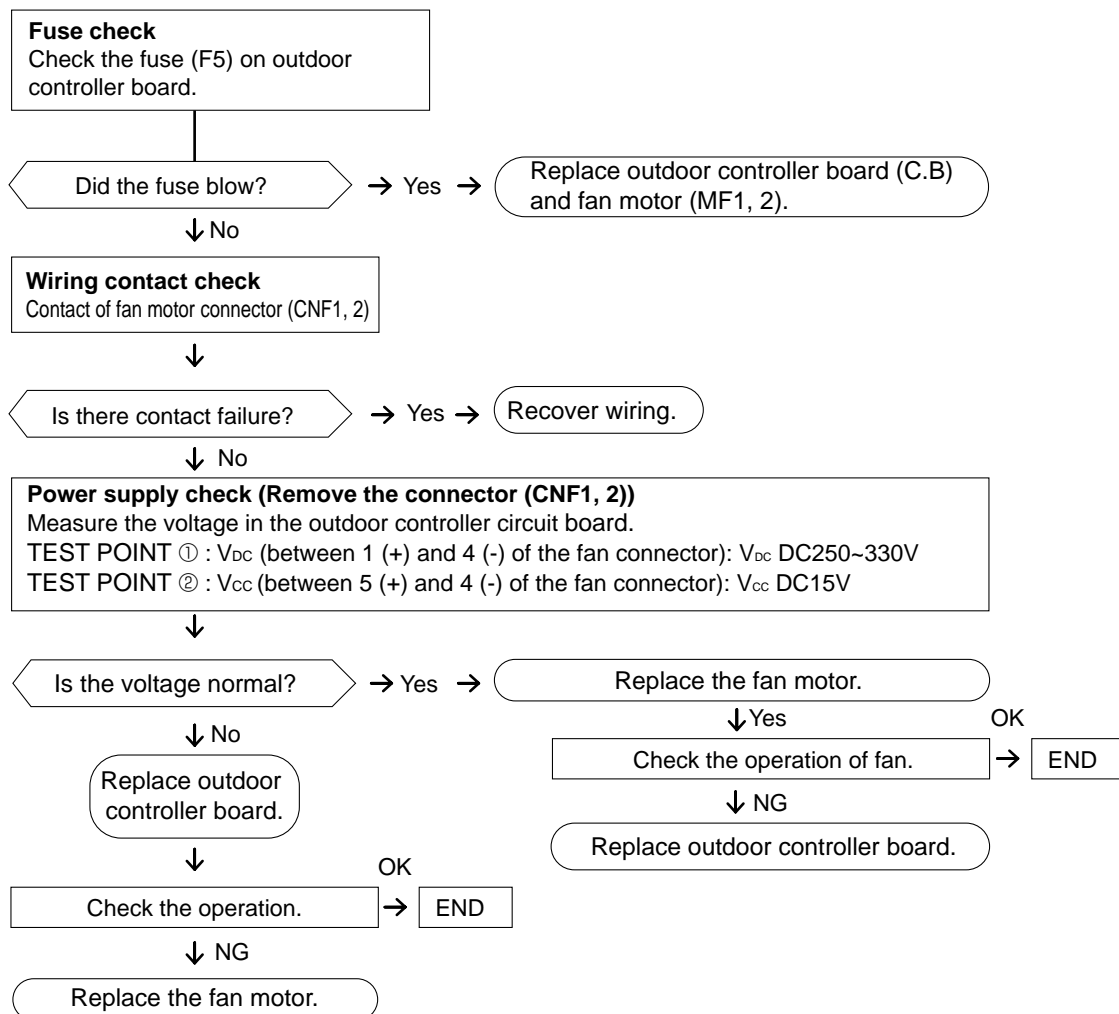 Fuse check
Check the fuse (F5) on outdoor
controller board.
Did the fuse blow?
Yes
Replace outdoor controller board (C.B)
and fan motor (MF1, 2).
No
Wiring contact check
Contact of fan motor connector (CNF1, 2)
Is there contact failure?
Yes
Recover wiring.
No
Power supply check (Remove the connector (CNF1, 2))
Measure the voltage in the outdoor controller circuit board.
TEST POINT ① : VDC (between 1 (+) and 4 (-) of the fan connector): VDC DC250~330V
TEST POINT ② : VCC (between 5 (+) and 4 (-) of the fan connector): VCC DC15V
Is the voltage normal?
Yes
Replace the fan motor.
Yes
OK
Check the operation of fan.
END
NG
Replace outdoor controller board.
No
Replace outdoor
controller board.
OK
Check the operation.
END
NG
Replace the fan motor.